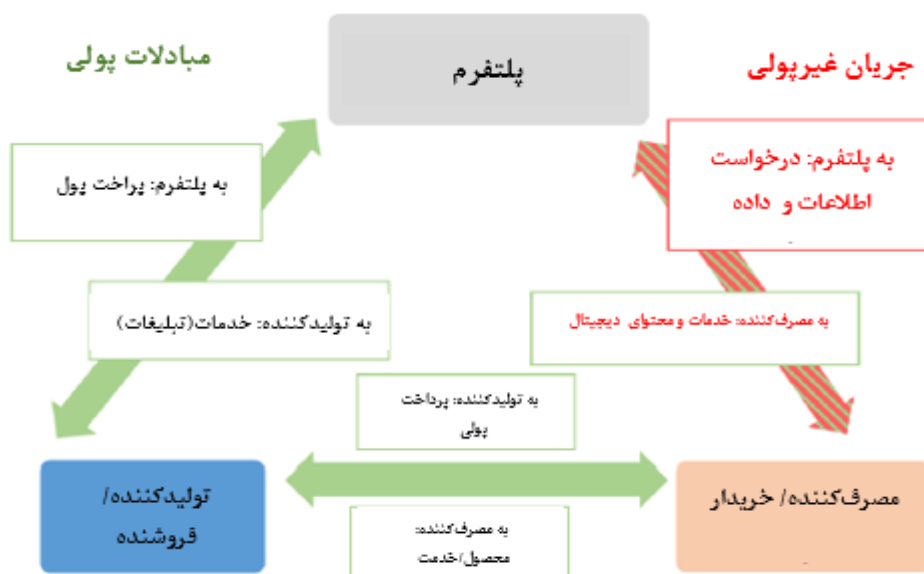 مبادلات پولی
پلتفرم
جریان غیرپولی
به پلتفرم: پراخت پول
به پلتفرم: درخواست
اطلاعات و داده
به تولیدکننده: خدمات(تبلیغات)
به مصرف‌کننده: خدمات و محتوای دیجیتال
به تولیدکننده: پرداخت
پولی
تولیدکننده/
فروشنده
مصرف‌کننده/ خریدار
به مصرف‌کننده:
محصول/خدمت